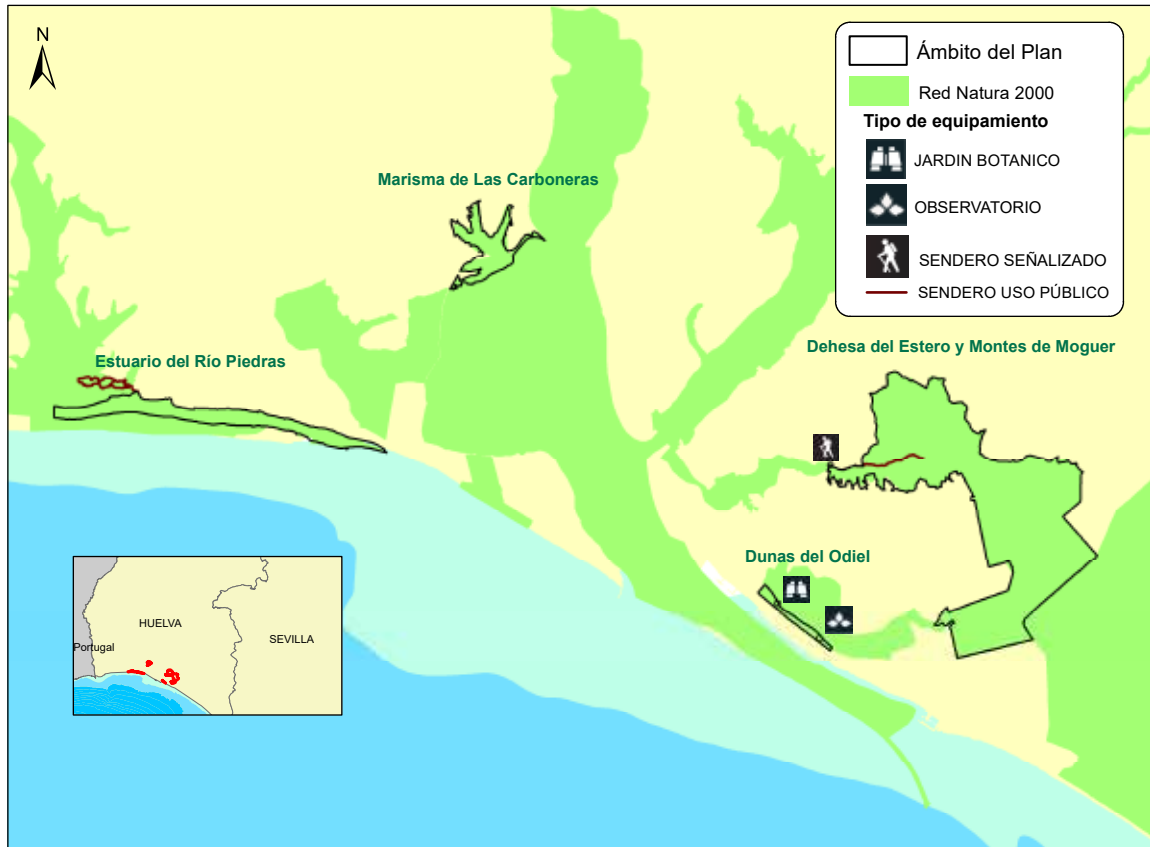 N
Ámbito del Plan
Red Natura 2000
Tipo de equipamiento
JARDIN BOTANICO
OBSERVATORIO
SENDERO SEÑALIZADO
SENDERO USO PÚBLICO
Marisma de Las Carboneras
Estuario del Río Piedras
Dehesa del Estero y Montes de Moguer
Dunas del Odiel
HUELVA
SEVILLA
Portugal